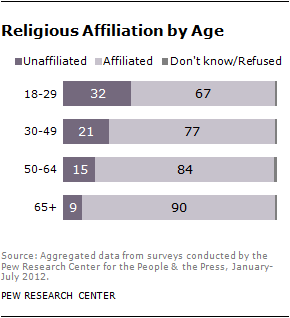 Religious Affiliation by Age
Unaffiliated Affiliated Don't know/Refused
18-29 32 67
30-49 21 77
50-64 15 84
65+ 9 90
Source: Aggregated data from surveys conducted by the
Pew Research Center for the People & the Press, January-
July 2012.
PEW RESEARCH CENTER